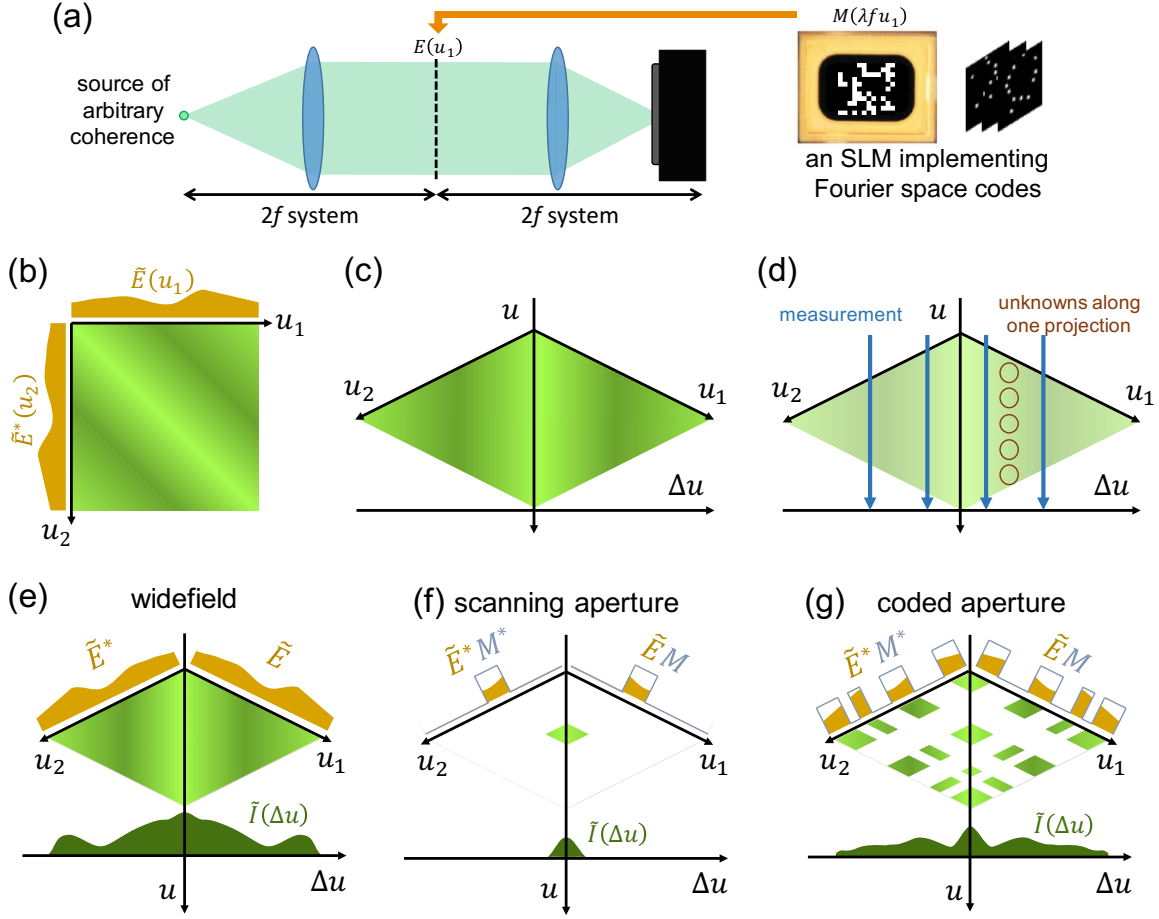 (a)
M(λfu₁)
E(u₁)
source of
arbitrary
coherence
an SLM implementing
Fourier space codes
2f system
2f system
(b)
Ẽ(u₁)
u₁
Ẽ*(u₂)
u₂
(c)
u
u₂
u₁
Δu
(d)
measurement
u
unknowns along
one projection
u₂
u₁
Δu
(e)
widefield
Ẽ*
Ẽ
u₂
u₁
Ĩ(Δu)
u
Δu
(f)
scanning aperture
Ẽ*M*
ẼM
u₂
u₁
Ĩ(Δu)
u
Δu
(g)
coded aperture
Ẽ*M*
ẼM
u₂
u₁
Ĩ(Δu)
u
Δu